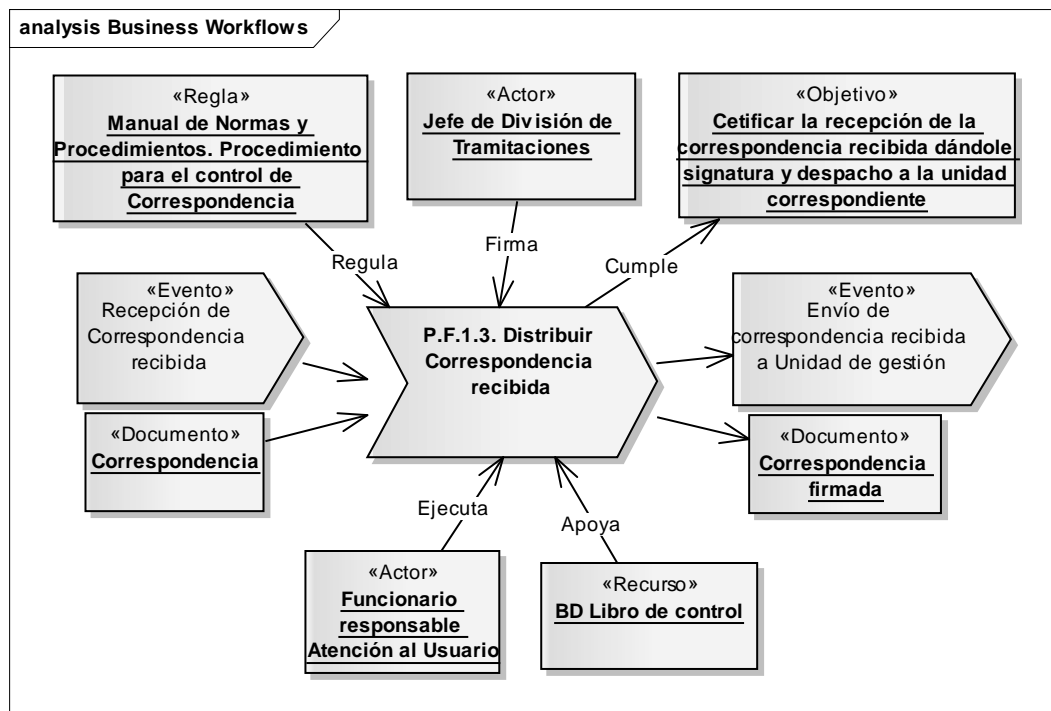 analysis Business Workflows
«Regla»
Manual de Normas y
Procedimientos. Procedimiento
para el control de
Correspondencia
«Actor»
Jefe de División de
Tramitaciones
«Objetivo»
Cetificar la recepción de la
correspondencia recibida dándole
signatura y despacho a la unidad
correspondiente
Regula
Firma
Cumple
«Evento»
Recepción de
Correspondencia
recibida
P.F.1.3. Distribuir
Correspondencia
recibida
«Evento»
Envío de
correspondencia recibida
a Unidad de gestión
«Documento»
Correspondencia
«Documento»
Correspondencia
firmada
Ejecuta
Apoya
«Actor»
Funcionario
responsable
Atención al Usuario
«Recurso»
BD Libro de control